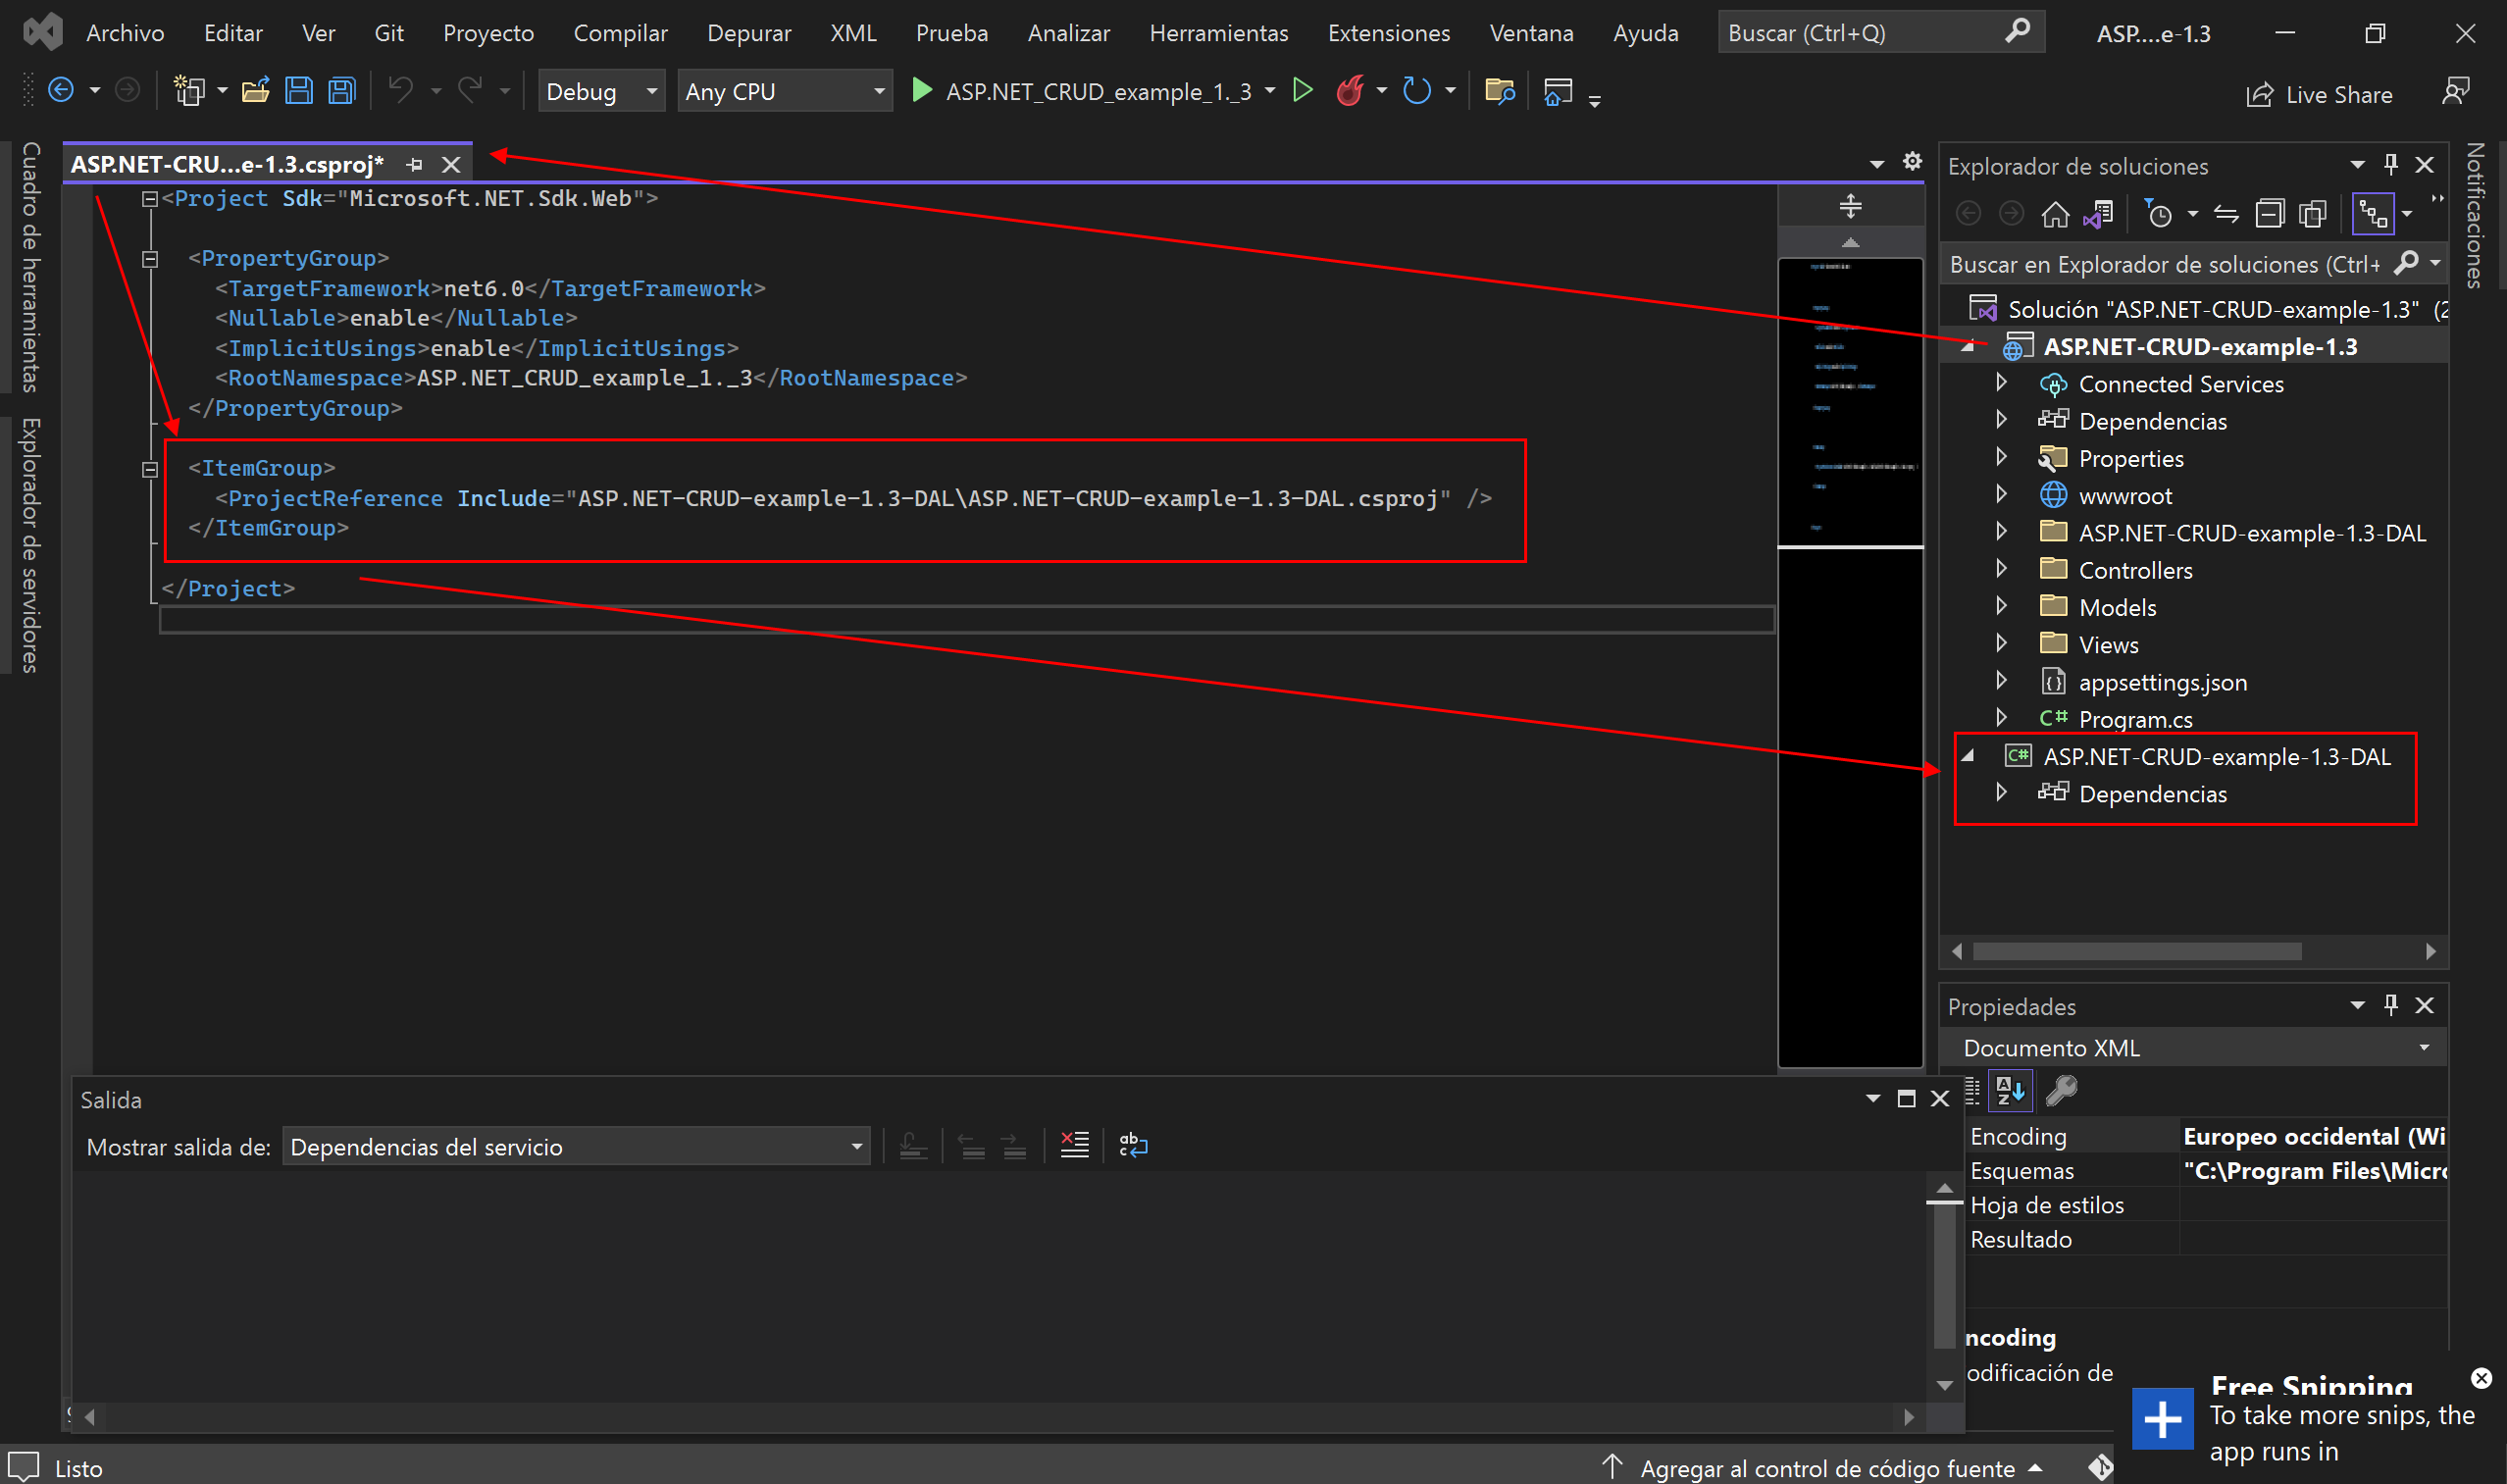 Archivo Editar Ver Git Proyecto Compilar Depurar XML Prueba Analizar Herramientas Extensiones Ventana Ayuda Buscar (Ctrl+Q) ASP....e-1.3
Debug Any CPU ASP.NET_CRUD_example_1._3 Live Share
Cuadro de herramientas
Explorador de servidores
ASP.NET-CRU...e-1.3.csproj*
<Project Sdk="Microsoft.NET.Sdk.Web">
<PropertyGroup>
<TargetFramework>net6.0</TargetFramework>
<Nullable>enable</Nullable>
<ImplicitUsings>enable</ImplicitUsings>
<RootNamespace>ASP.NET_CRUD_example_1._3</RootNamespace>
</PropertyGroup>
<ItemGroup>
<ProjectReference Include="ASP.NET-CRUD-example-1.3-DAL\ASP.NET-CRUD-example-1.3-DAL.csproj" />
</ItemGroup>
</Project>
Explorador de soluciones
Buscar en Explorador de soluciones (Ctrl+
Solución "ASP.NET-CRUD-example-1.3" (2
ASP.NET-CRUD-example-1.3
Connected Services
Dependencias
Properties
wwwroot
ASP.NET-CRUD-example-1.3-DAL
Controllers
Models
Views
appsettings.json
C# Program.cs
C# ASP.NET-CRUD-example-1.3-DAL
Dependencias
Notificaciones
Propiedades
Documento XML
Encoding Europeo occidental (Wi
Esquemas "C:\Program Files\Micro
Hoja de estilos
Resultado
ncoding
odificación de
Salida
Mostrar salida de: Dependencias del servicio
Free Snipping
To take more snips, the
app runs in
Listo
Agregar al control de código fuente